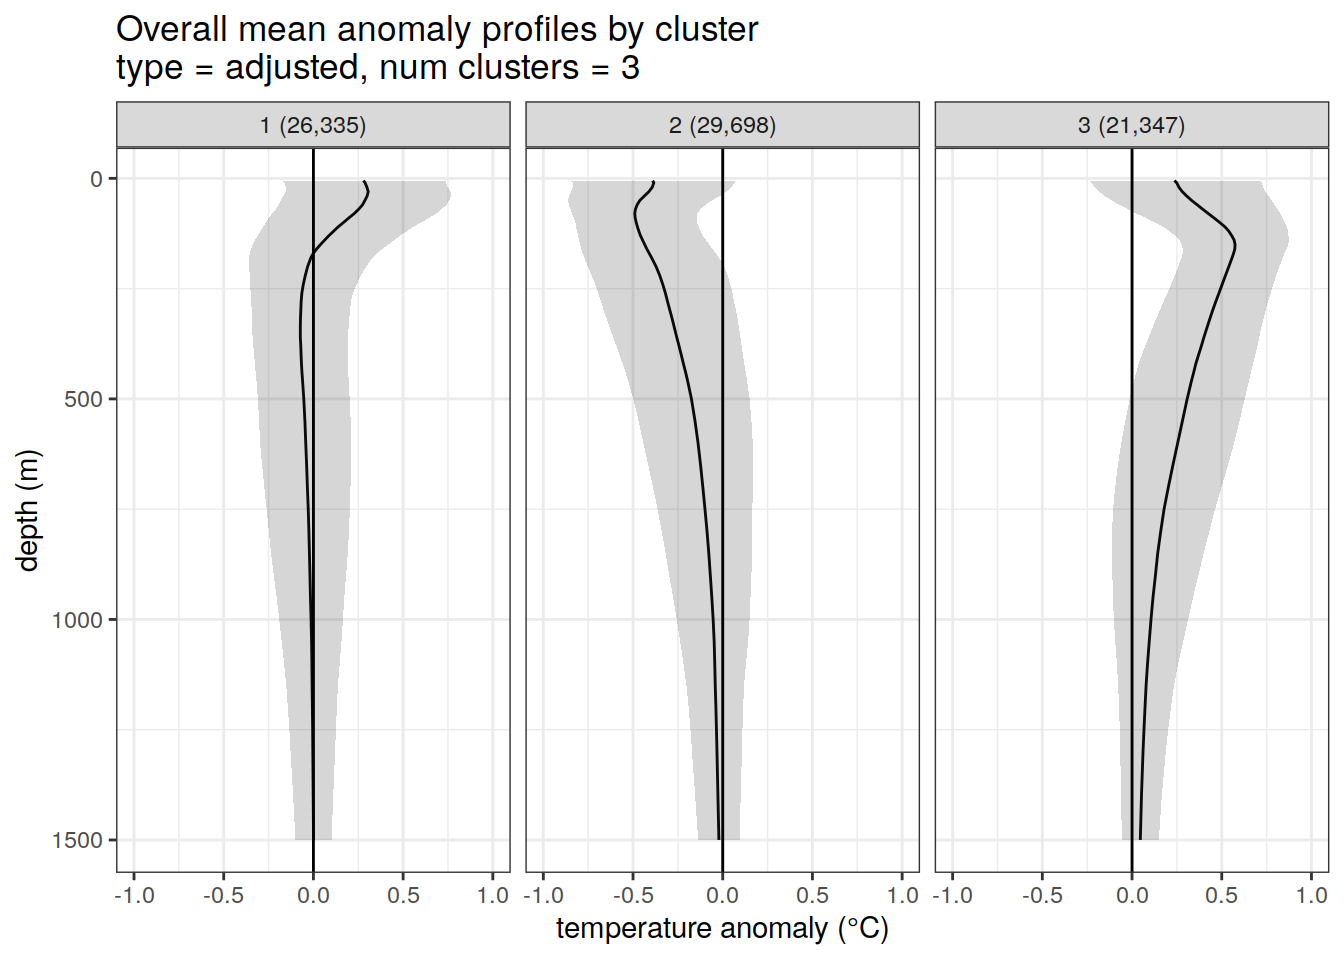 Overall mean anomaly profiles by cluster
type = adjusted, num clusters = 3
1 (26,335)
2 (29,698)
3 (21,347)
0
500
1000
1500
depth (m)
-1.0 -0.5 0.0 0.5 1.0
-1.0 -0.5 0.0 0.5 1.0
-1.0 -0.5 0.0 0.5 1.0
temperature anomaly (°C)